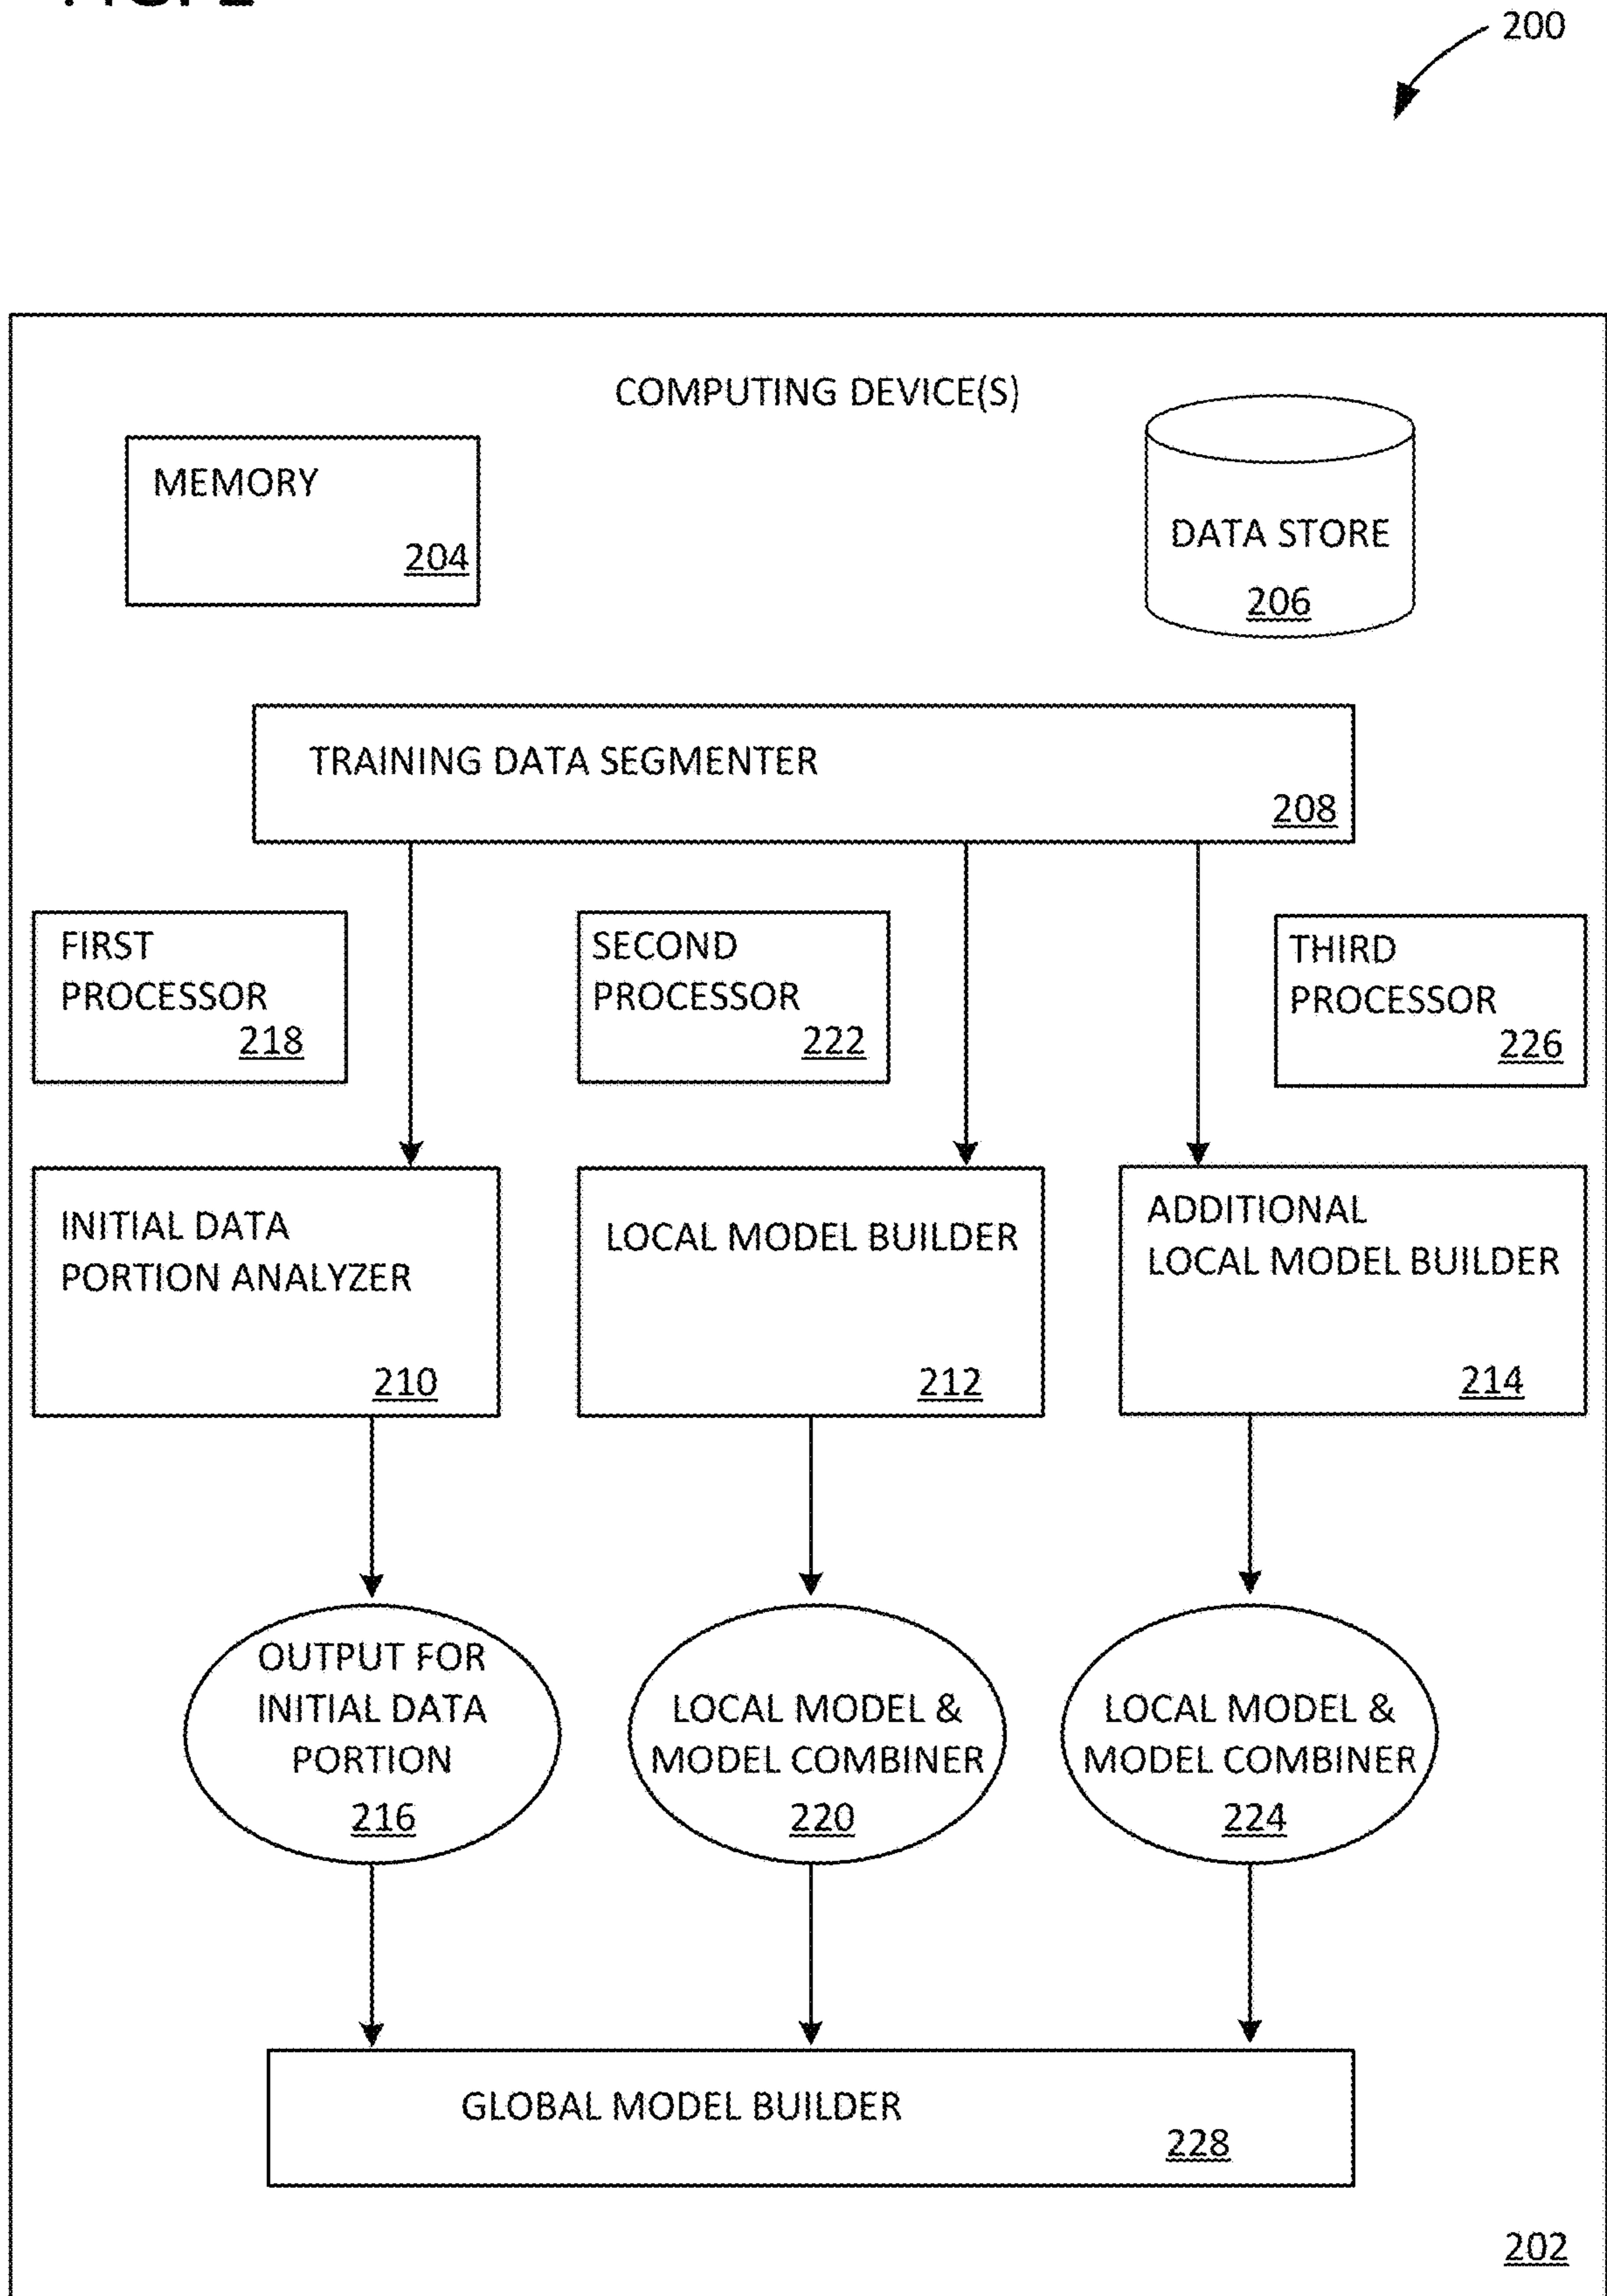 200
COMPUTING DEVICE(S)
MEMORY
204
DATA STORE
206
TRAINING DATA SEGMENTER
208
FIRST
PROCESSOR
218
SECOND
PROCESSOR
222
THIRD
PROCESSOR
226
INITIAL DATA
PORTION ANALYZER
210
LOCAL MODEL BUILDER
212
ADDITIONAL
LOCAL MODEL BUILDER
214
OUTPUT FOR
INITIAL DATA
PORTION
216
LOCAL MODEL &
MODEL COMBINER
220
LOCAL MODEL &
MODEL COMBINER
224
GLOBAL MODEL BUILDER
228
202